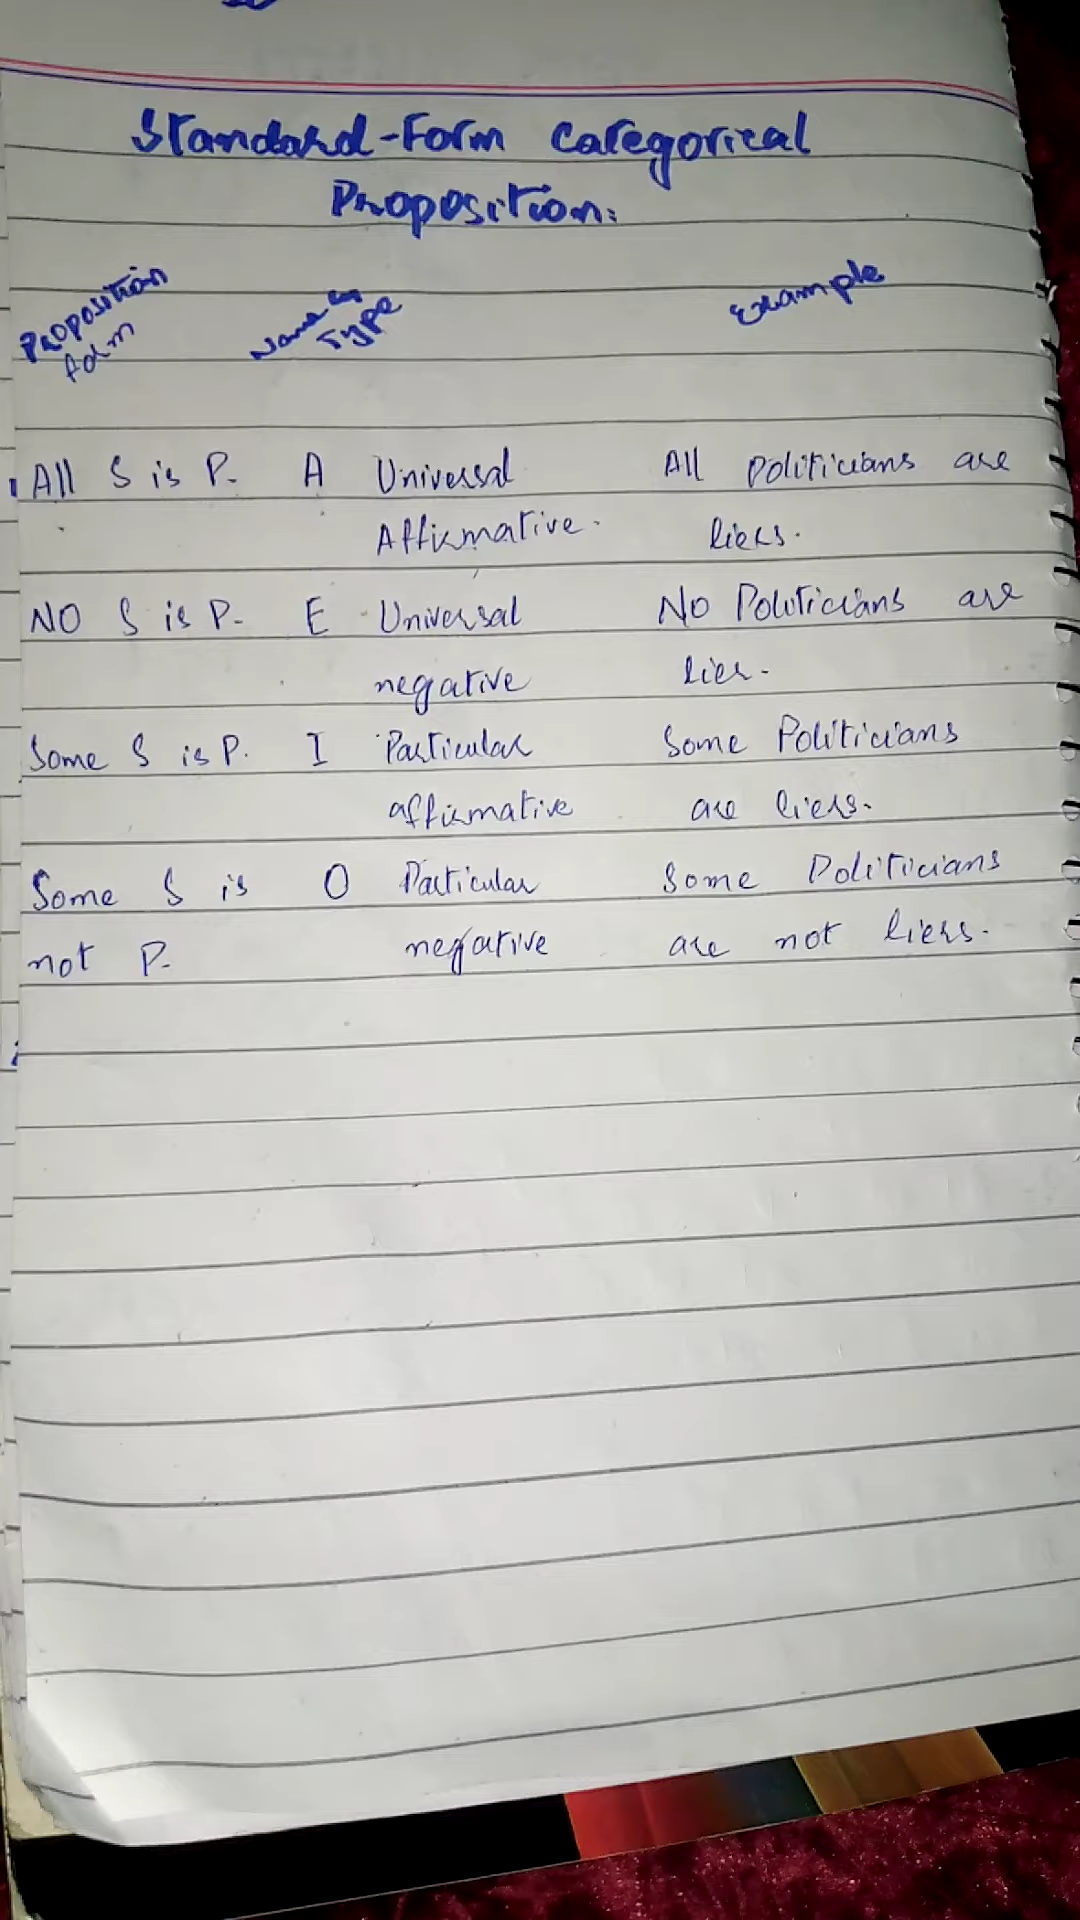 Standard-Form Categorical
Proposition:
Proposition form Name and Type Example
All S is P. A Universal All Politicians are
Affirmative. liers.
NO S is P. E Universal No Politicians are
negative lier.
Some S is P. I Particular Some Politicians
affirmative are liers.
Some S is O Particular Some Politicians
not P. negative are not liers.